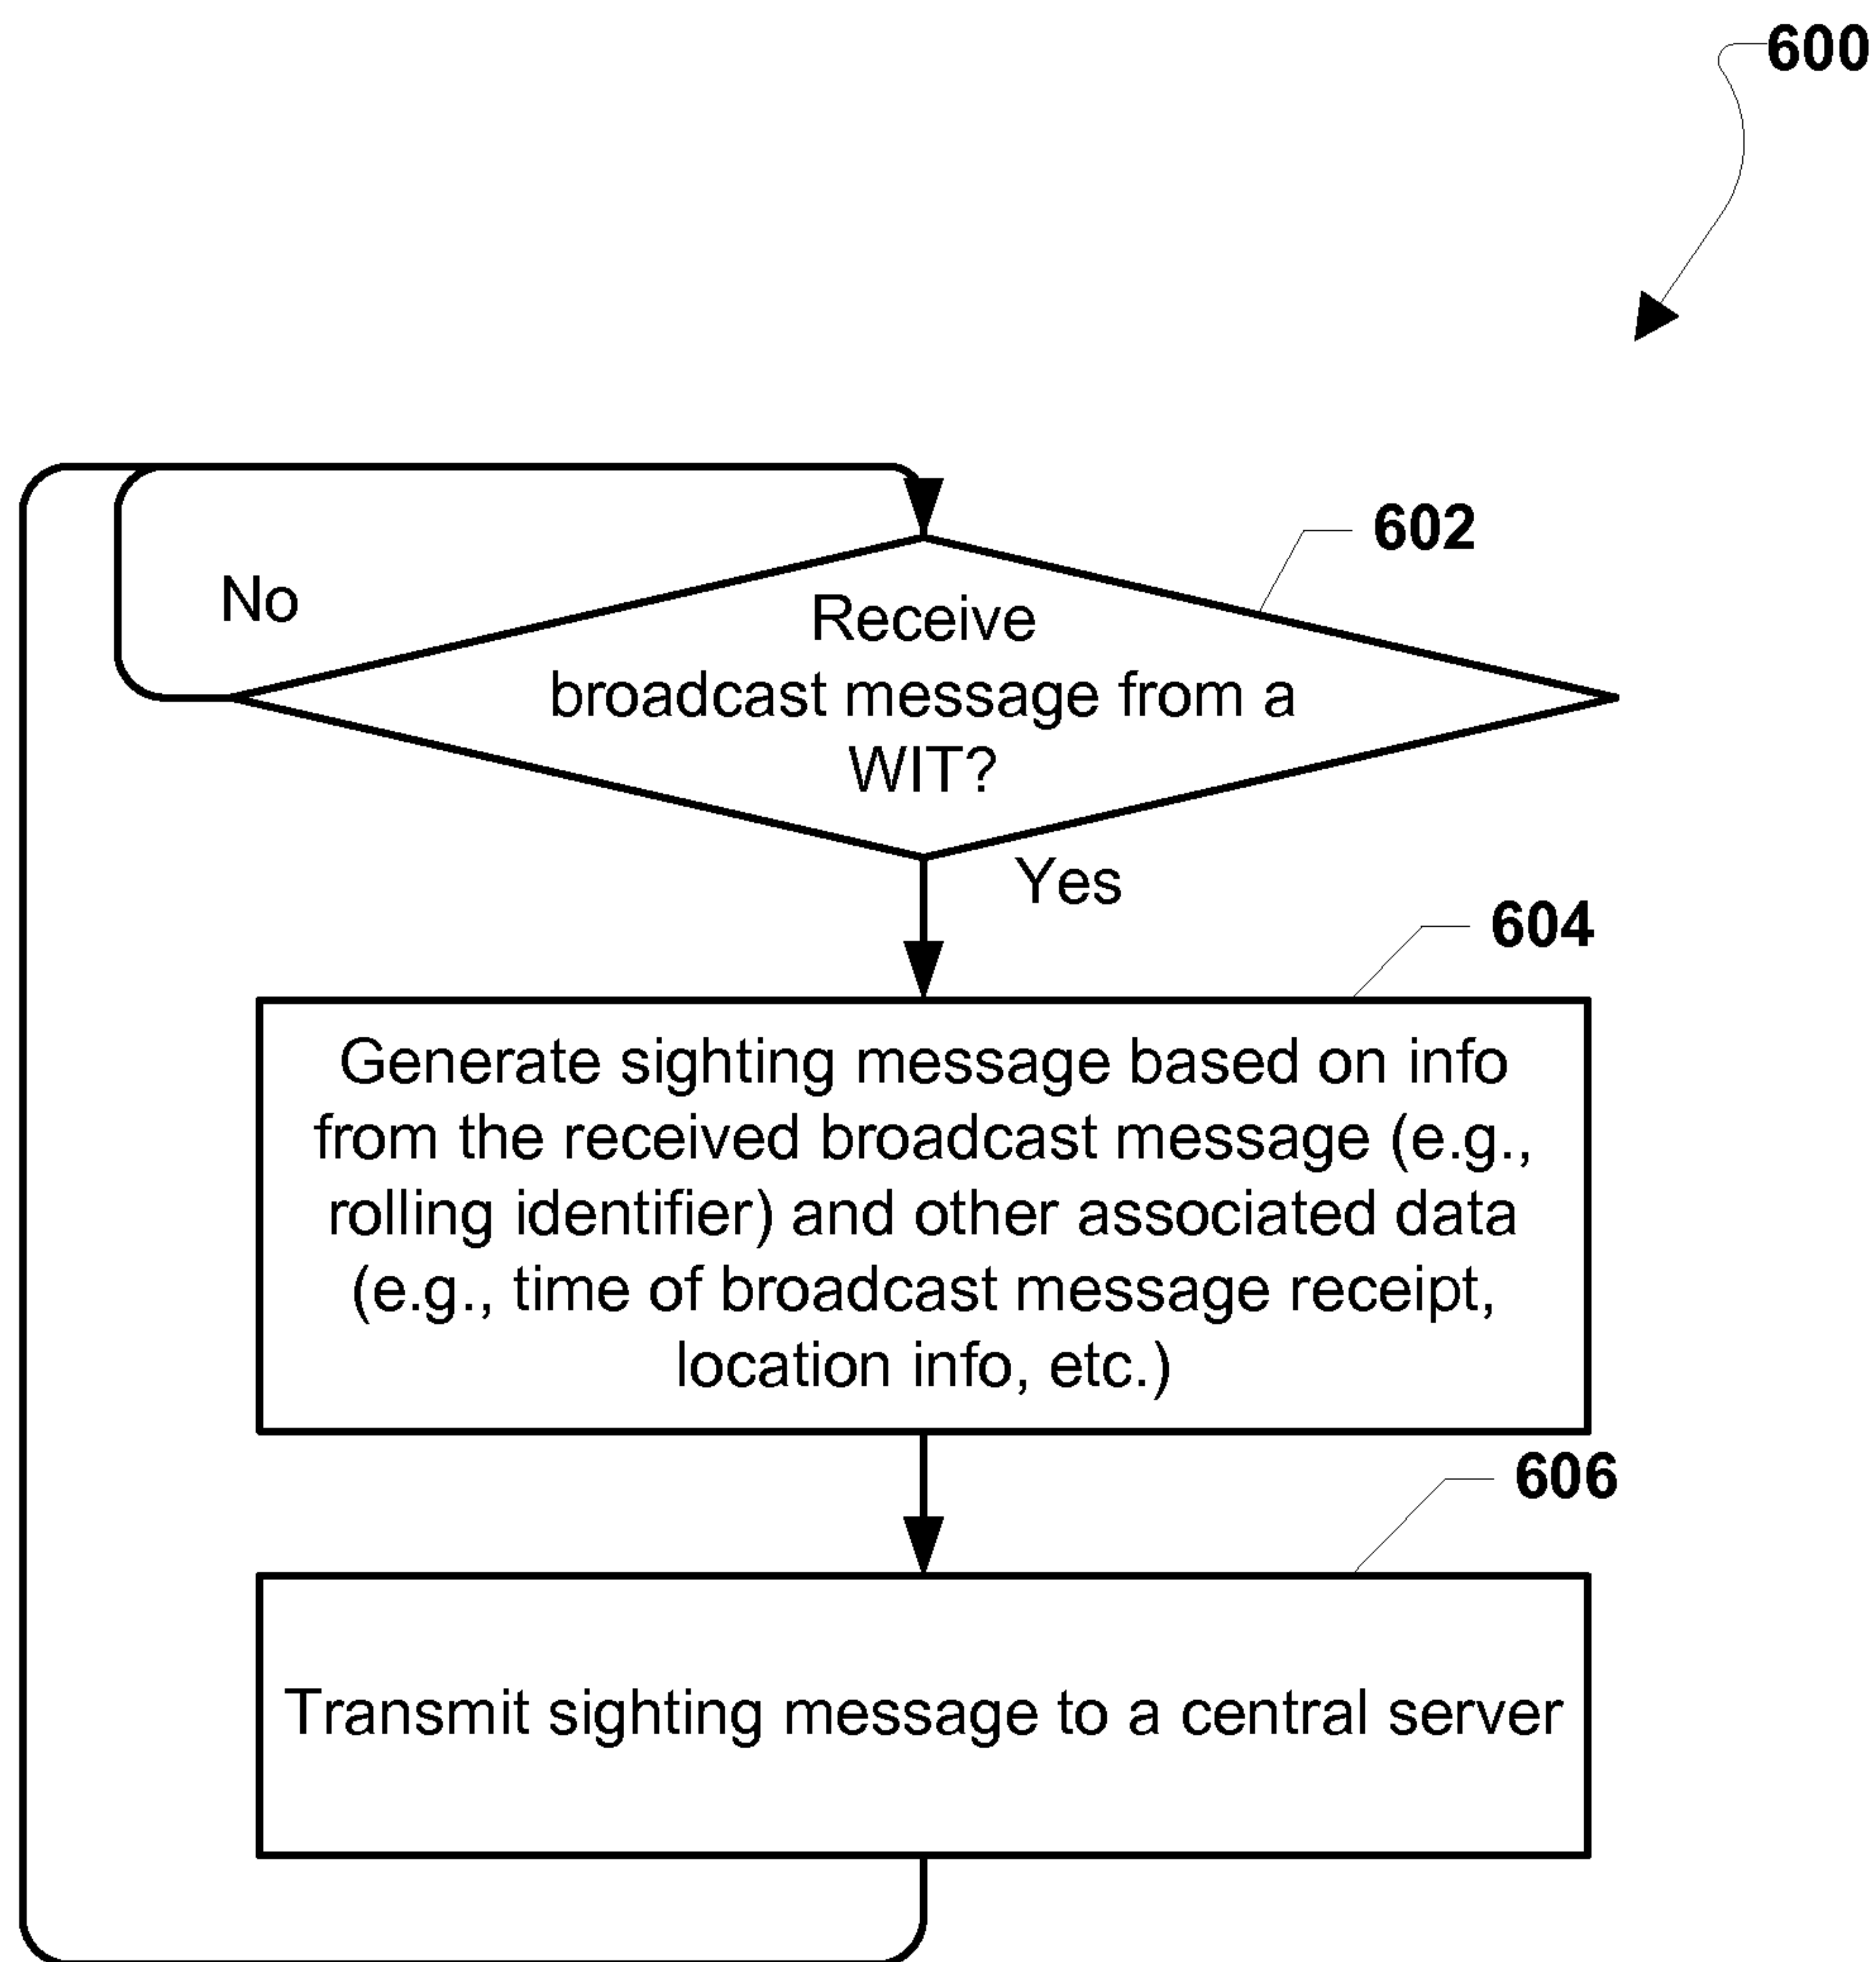 600
602
No
Receive
broadcast message from a
WIT?
Yes
604
Generate sighting message based on info
from the received broadcast message (e.g.,
rolling identifier) and other associated data
(e.g., time of broadcast message receipt,
location info, etc.)
606
Transmit sighting message to a central server